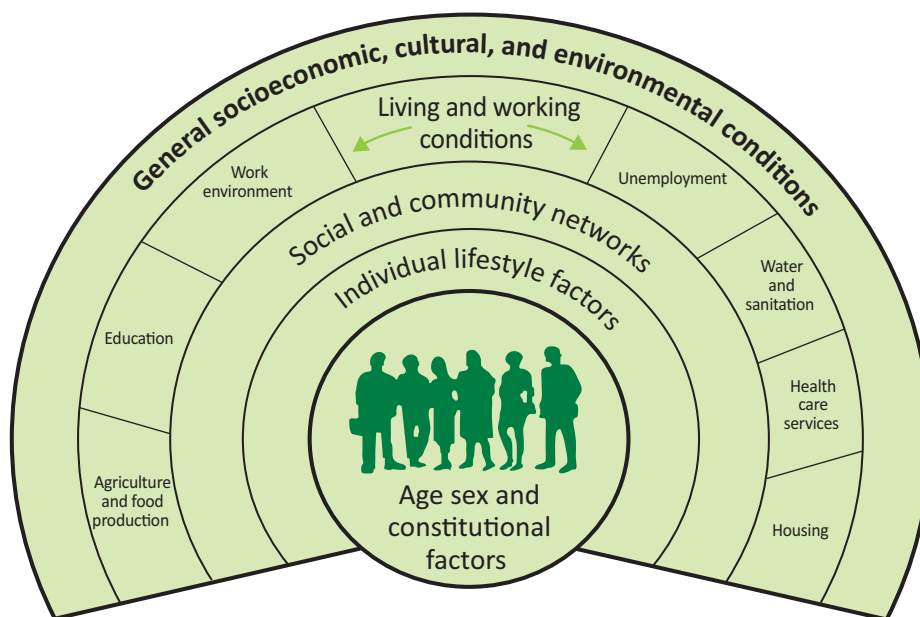 General socioeconomic, cultural, and environmental conditions
Living and working
conditions
Work
environment
Unemployment
Social and community networks
Individual lifestyle factors
Water
and
sanitation
Education
Health
care
services
Agriculture
and food
production
Housing
Age sex and
constitutional
factors